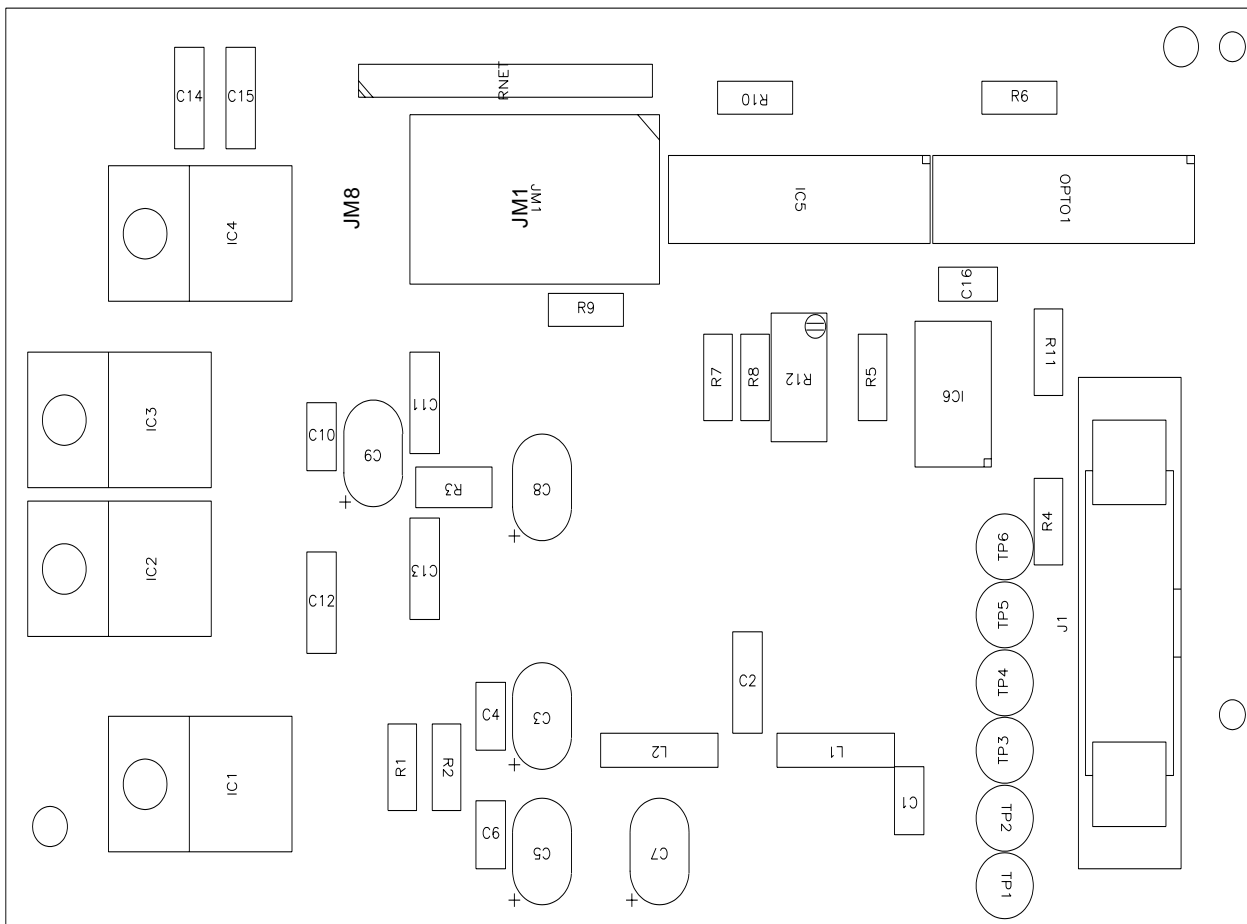 C14
C15
RNET
R10
R6
IC4
JM8
JM1
JM1
IC5
OPTO1
R9
C16
IC3
C10
C9
C11
R3
C8
R7
R8
R12
R5
IC6
R11
IC2
C12
C13
R4
TP6
TP5
TP4
TP3
TP2
TP1
J1
IC1
R1
R2
C4
C3
C6
C5
C7
L2
C2
L1
C1